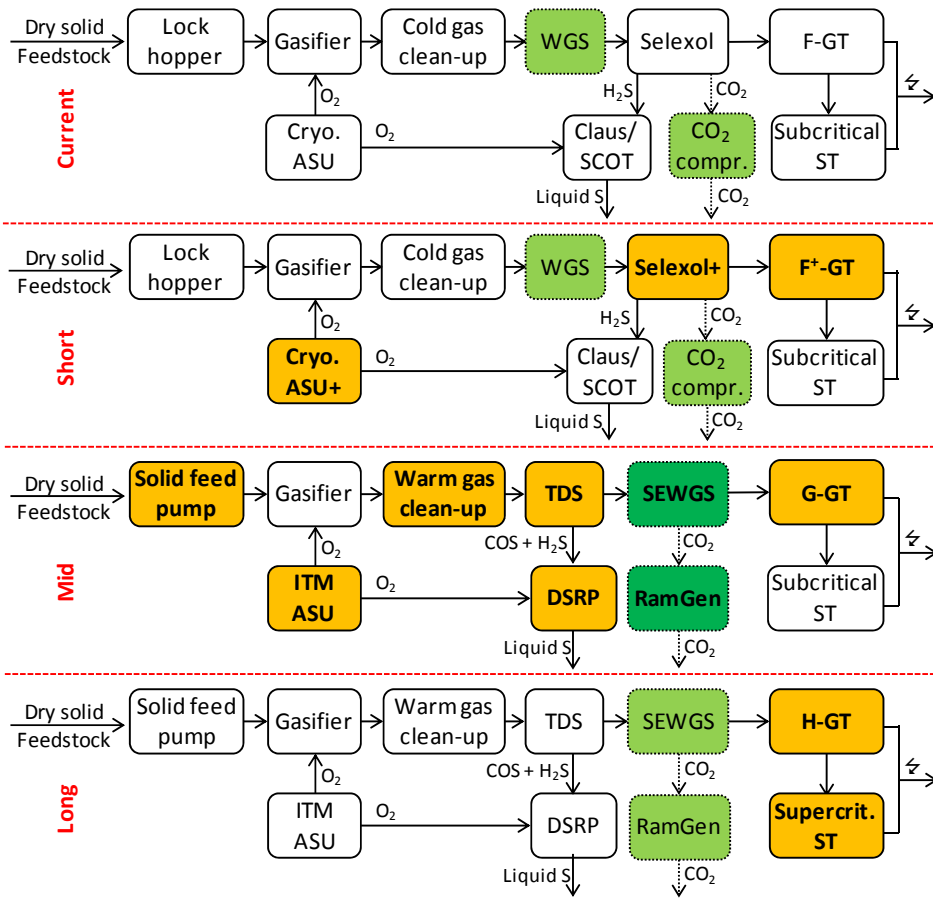 Dry solid
Feedstock
Lock
hopper
Gasifier
Cold gas
clean-up
WGS
Selexol
F-GT
Current
O₂
H₂S
CO₂
Cryo.
ASU
O₂
Claus/
SCOT
CO₂
compr.
Subcritical
ST
Liquid S
CO₂
Dry solid
Feedstock
Lock
hopper
Gasifier
Cold gas
clean-up
WGS
Selexol+
F⁺-GT
Short
O₂
H₂S
CO₂
Cryo.
ASU+
O₂
Claus/
SCOT
CO₂
compr.
Subcritical
ST
Liquid S
CO₂
Dry solid
Feedstock
Solid feed
pump
Gasifier
Warm gas
clean-up
TDS
SEWGS
G-GT
Mid
O₂
COS + H₂S
CO₂
ITM
ASU
O₂
DSRP
RamGen
Subcritical
ST
Liquid S
CO₂
Dry solid
Feedstock
Solid feed
pump
Gasifier
Warm gas
clean-up
TDS
SEWGS
H-GT
Long
O₂
COS + H₂S
CO₂
ITM
ASU
O₂
DSRP
RamGen
Supercrit.
ST
Liquid S
CO₂